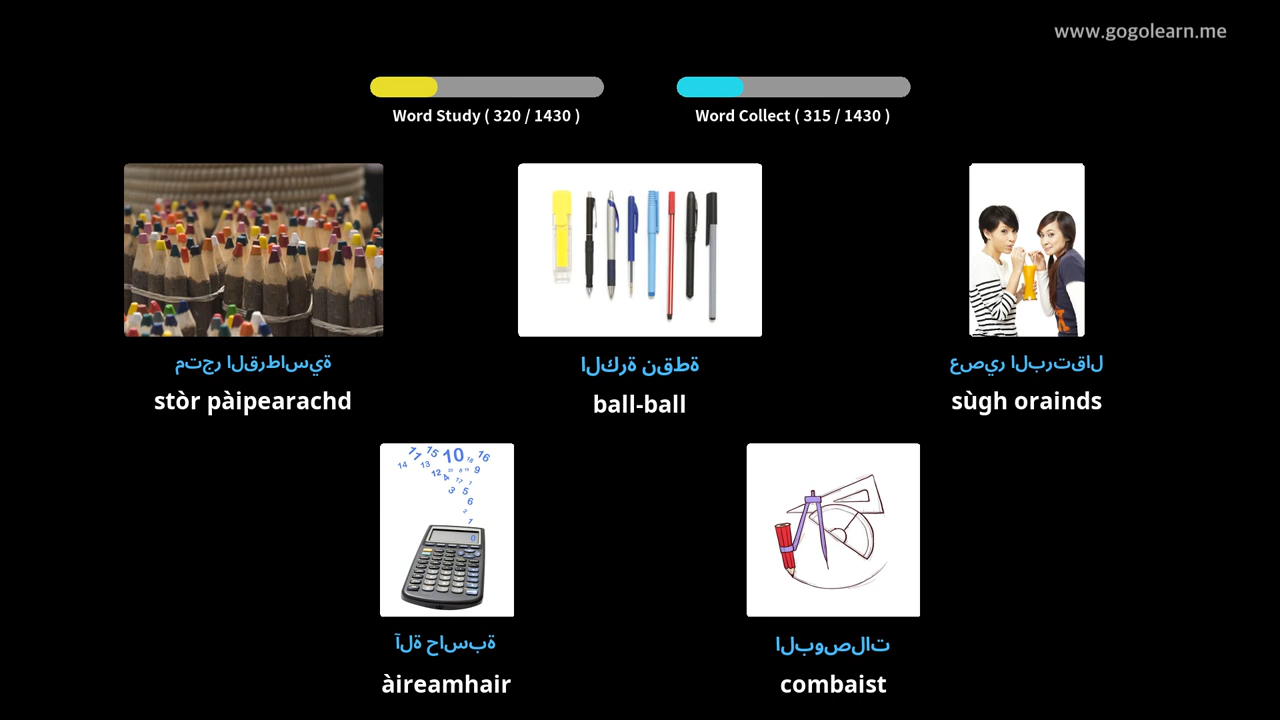 www.gogolearn.me
Word Study ( 320 / 1430 )
Word Collect ( 315 / 1430 )
متجر القرطاسية
stòr pàipearachd
الكرة نقطة
ball-ball
عصير البرتقال
sùgh orainds
آلة حاسبة
àireamhair
البوصلات
combaist